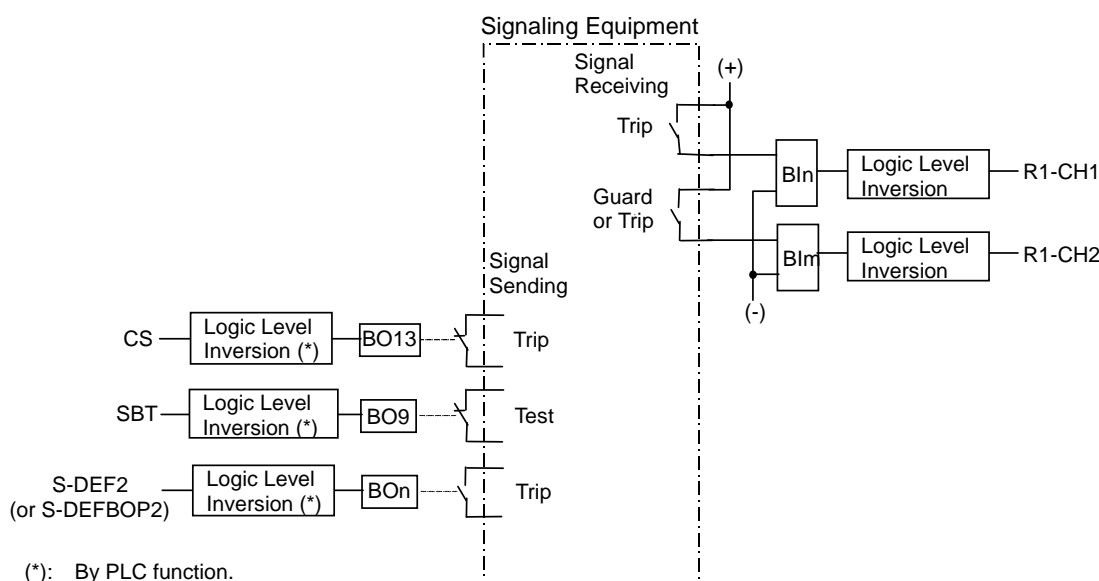 Signaling Equipment
Signal
Receiving
(+)
Trip
BIn
Logic Level
Inversion
R1-CH1
Guard
or Trip
BIm
Logic Level
Inversion
R1-CH2
(-)
Signal
Sending
CS
Logic Level
Inversion (*)
BO13
Trip
SBT
Logic Level
Inversion (*)
BO9
Test
S-DEF2
(or S-DEFBOP2)
Logic Level
Inversion (*)
BOn
Trip
(*): By PLC function.